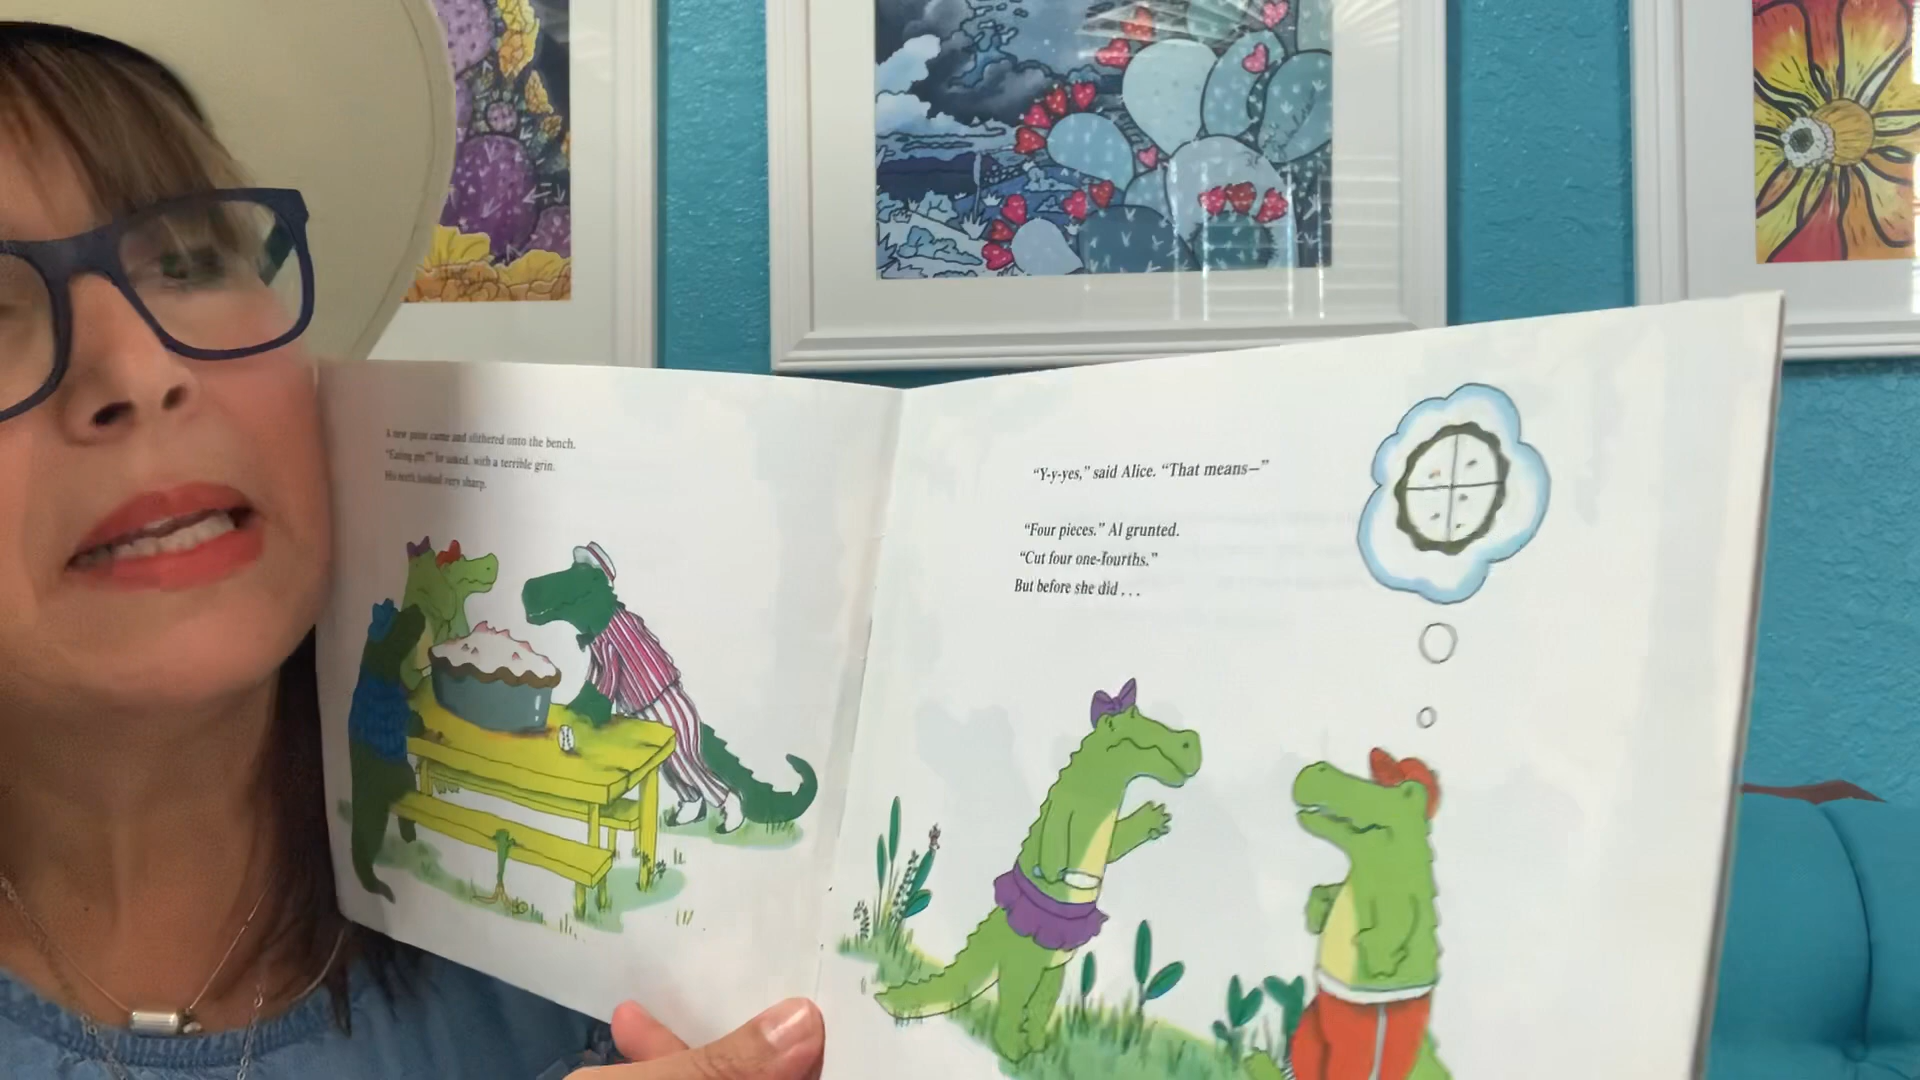 A new gator came and slithered onto the bench.
"Eating pie?" he asked, with a terrible grin.
His teeth looked very sharp.
"Y-y-yes," said Alice. "That means—"
"Four pieces." Al grunted.
"Cut four one-fourths."
But before she did . . .